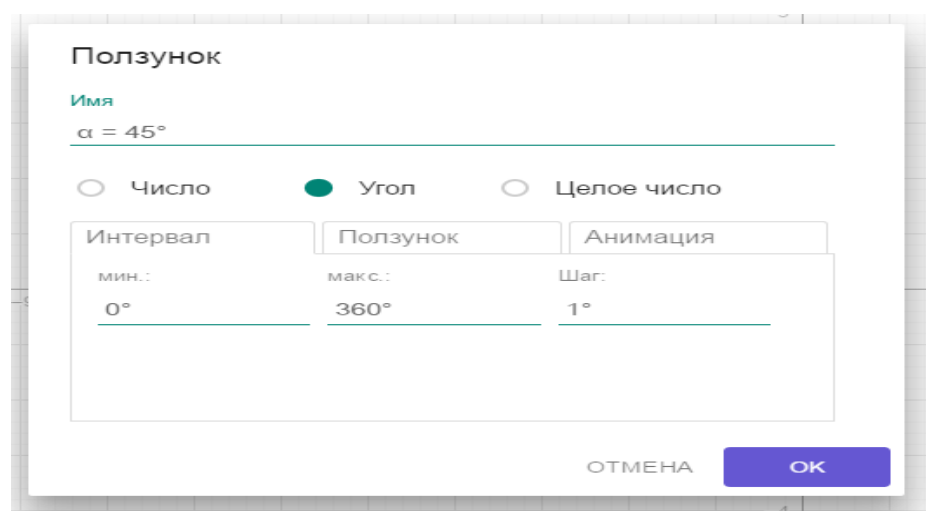 Ползунок
Имя
α = 45°
Число Угол Целое число
Интервал Ползунок Анимация
мин.: макс.: Шаг:
0° 360° 1°
ОТМЕНА OK